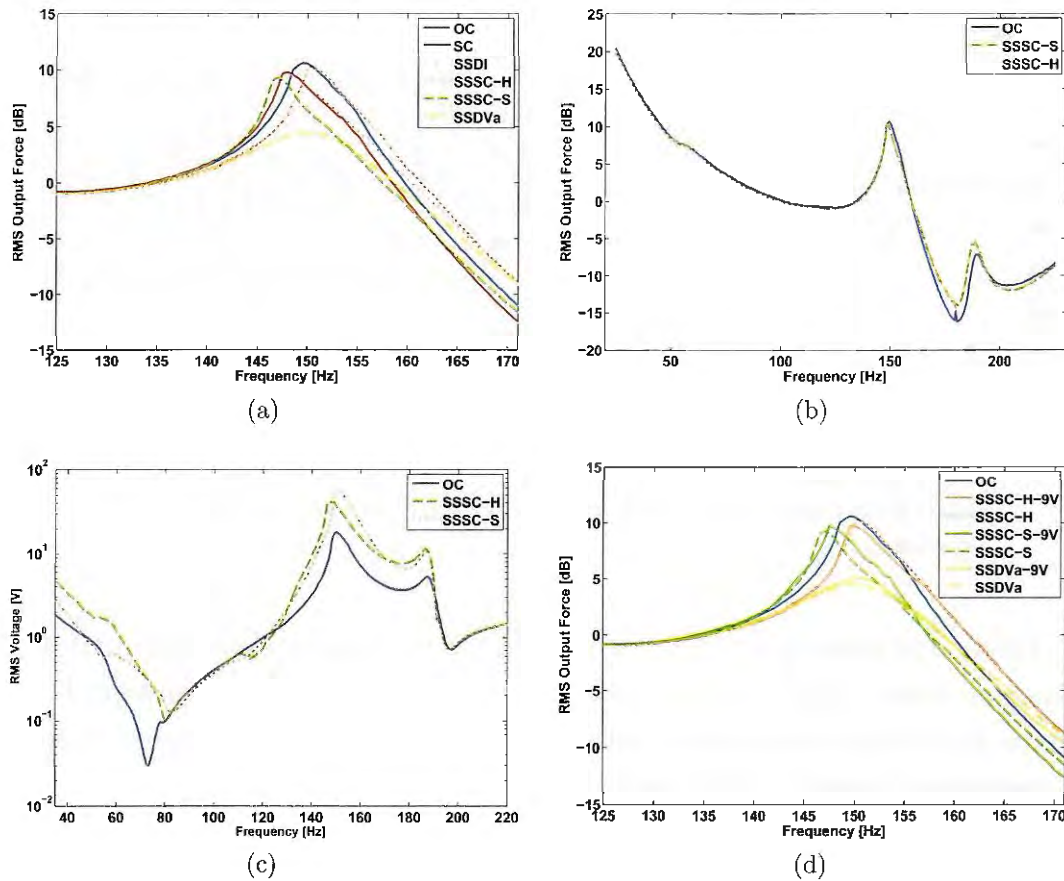 15
10
5
0
−5
−10
−15
125 130 135 140 145 150 155 160 165 170
RMS Output Force [dB]
Frequency [Hz]
OC
SC
SSDI
SSSC−H
SSSC−S
SSDVa
(a)
25
20
15
10
5
0
−5
−10
−15
−20
50 100 150 200
RMS Output Force [dB]
Frequency [Hz]
OC
SSSC−S
SSSC−H
(b)
10^2
10^1
10^0
10^−1
10^−2
40 60 80 100 120 140 160 180 200 220
RMS Voltage [V]
Frequency [Hz]
OC
SSSC−H
SSSC−S
(c)
15
10
5
0
−5
−10
−15
125 130 135 140 145 150 155 160 165 170
RMS Output Force [dB]
Frequency [Hz]
OC
SSSC−H−9V
SSSC−H
SSSC−S−9V
SSSC−S
SSDVa−9V
SSDVa
(d)